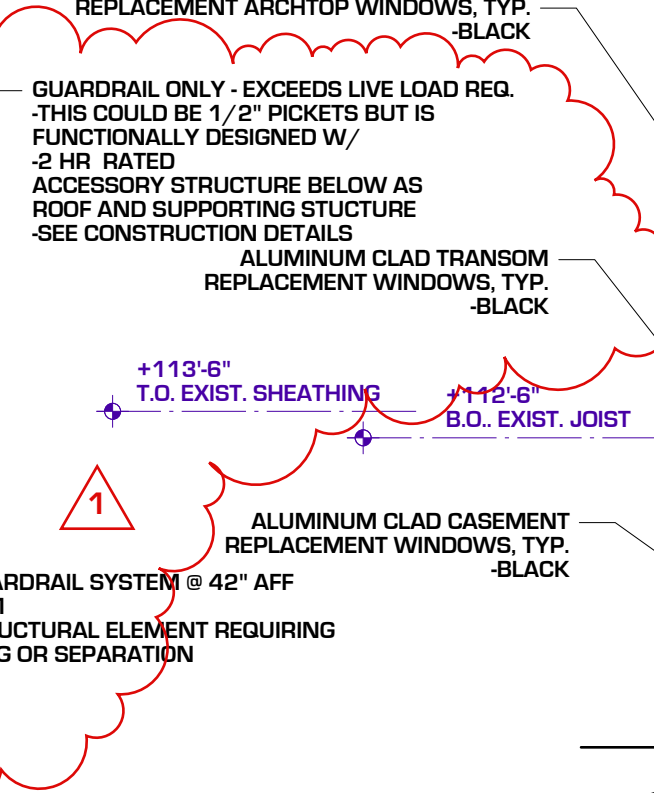 REPLACEMENT ARCHTOP WINDOWS, TYP.
-BLACK
GUARDRAIL ONLY - EXCEEDS LIVE LOAD REQ.
-THIS COULD BE 1/2" PICKETS BUT IS
FUNCTIONALLY DESIGNED W/
-2 HR RATED
ACCESSORY STRUCTURE BELOW AS
ROOF AND SUPPORTING STUCTURE
-SEE CONSTRUCTION DETAILS
ALUMINUM CLAD TRANSOM
REPLACEMENT WINDOWS, TYP.
-BLACK
+113'-6"
T.O. EXIST. SHEATHING
+112'-6"
B.O.. EXIST. JOIST
1
ALUMINUM CLAD CASEMENT
REPLACEMENT WINDOWS, TYP.
-BLACK
ARDRAIL SYSTEM @ 42" AFF
UCTURAL ELEMENT REQUIRING
G OR SEPARATION